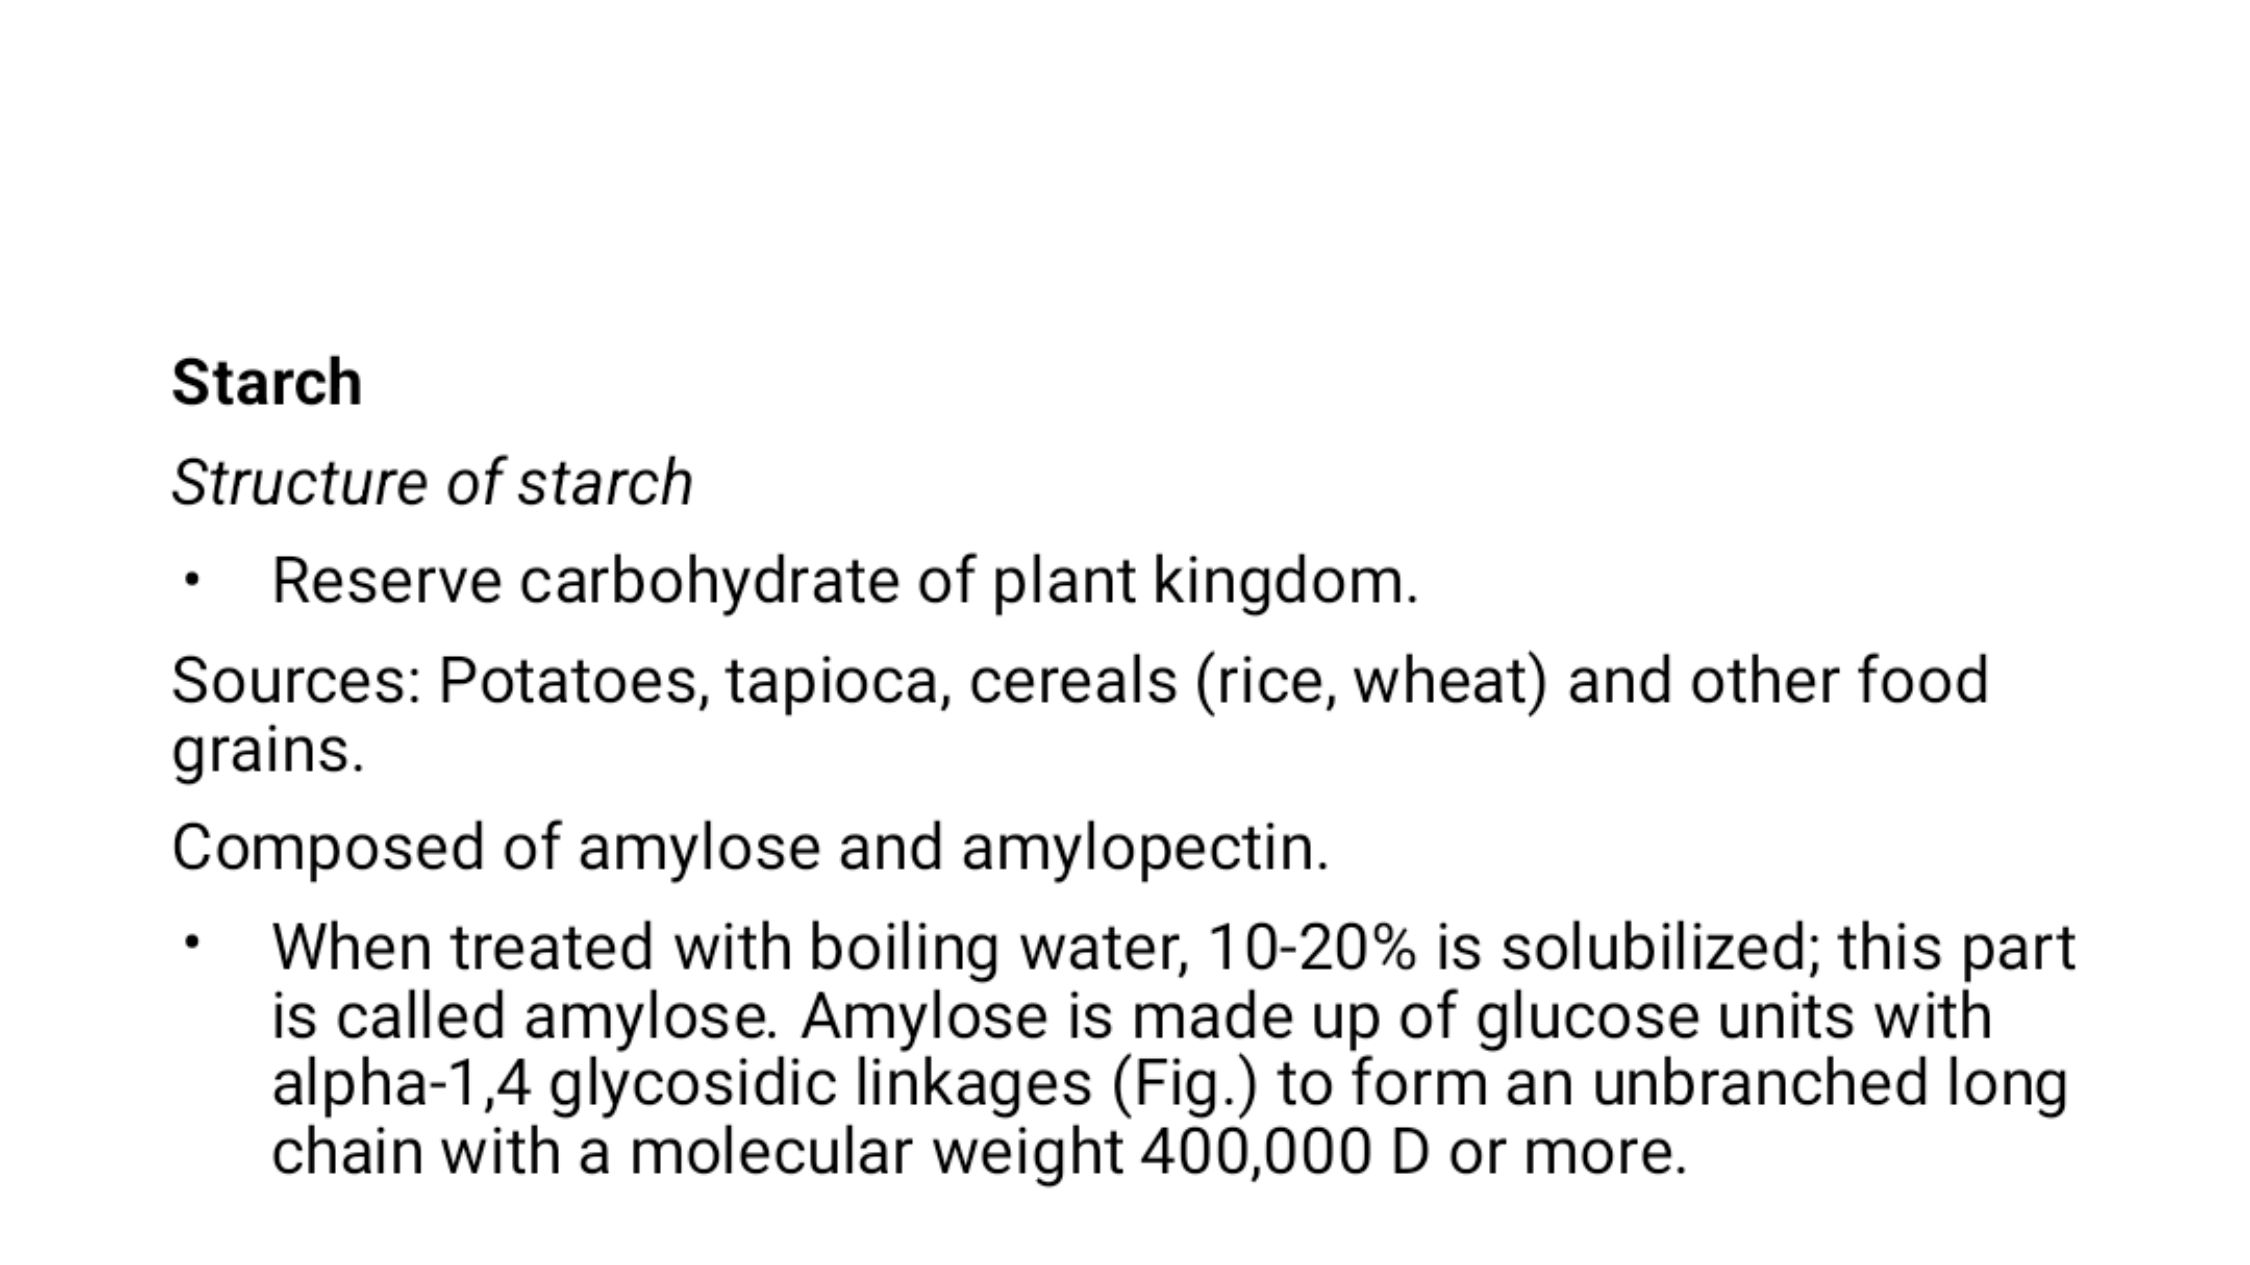 Starch
Structure of starch
• Reserve carbohydrate of plant kingdom.
Sources: Potatoes, tapioca, cereals (rice, wheat) and other food
grains.
Composed of amylose and amylopectin.
• When treated with boiling water, 10-20% is solubilized; this part
is called amylose. Amylose is made up of glucose units with
alpha-1,4 glycosidic linkages (Fig.) to form an unbranched long
chain with a molecular weight 400,000 D or more.